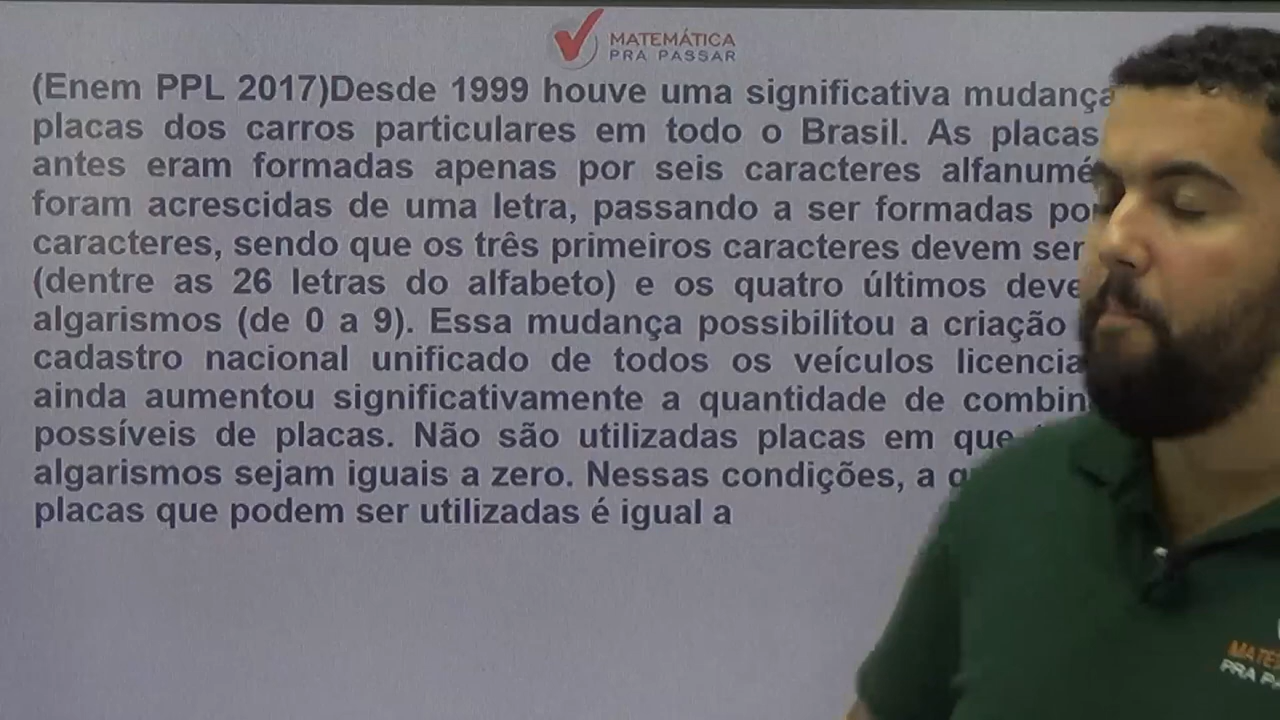 MATEMÁTICA
PRA PASSAR
(Enem PPL 2017)Desde 1999 houve uma significativa mudança
placas dos carros particulares em todo o Brasil. As placas
antes eram formadas apenas por seis caracteres alfanumé
foram acrescidas de uma letra, passando a ser formadas po
caracteres, sendo que os três primeiros caracteres devem ser
(dentre as 26 letras do alfabeto) e os quatro últimos deve
algarismos (de 0 a 9). Essa mudança possibilitou a criação
cadastro nacional unificado de todos os veículos licencia
ainda aumentou significativamente a quantidade de combin
possíveis de placas. Não são utilizadas placas em que
algarismos sejam iguais a zero. Nessas condições, a q
placas que podem ser utilizadas é igual a
MATE
PRA PA